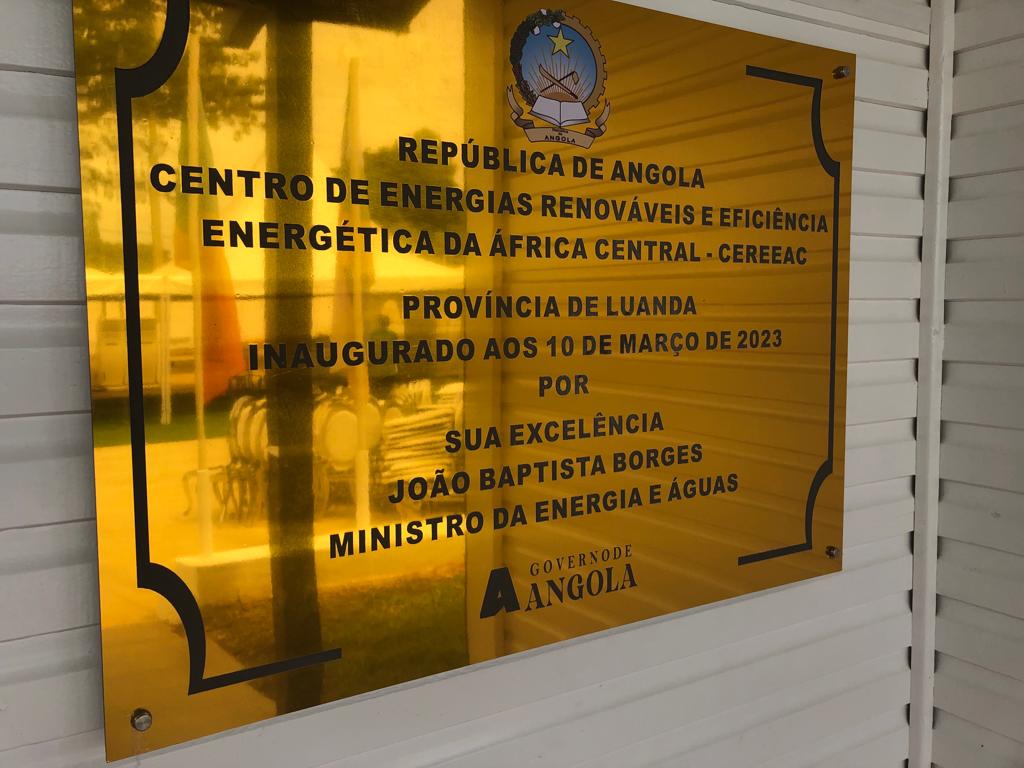 ANGOLA
REPÚBLICA DE ANGOLA
CENTRO DE ENERGIAS RENOVÁVEIS E EFICIÊNCIA
ENERGÉTICA DA ÁFRICA CENTRAL - CEREEAC
PROVÍNCIA DE LUANDA
INAUGURADO AOS 10 DE MARÇO DE 2023
POR
SUA EXCELÊNCIA
JOÃO BAPTISTA BORGES
MINISTRO DA ENERGIA E ÁGUAS
GOVERNODE
ANGOLA